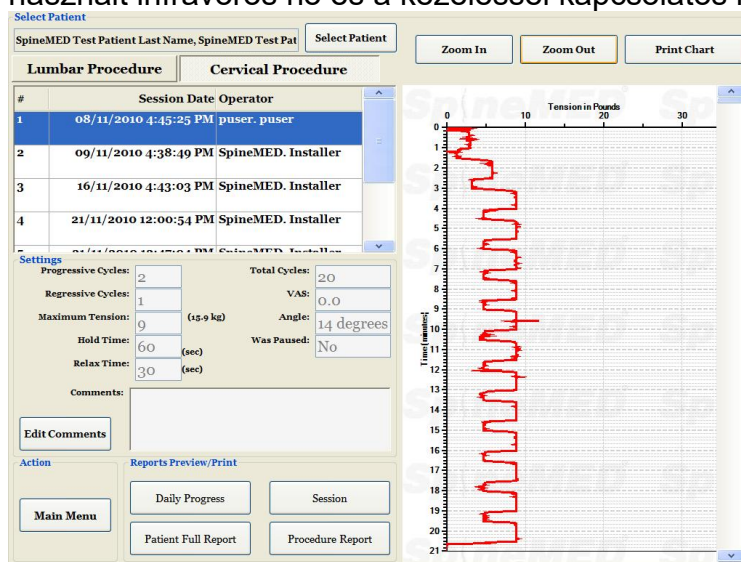 használt infravörös hő és a kezeléssel kapcsolatos
Select Patient
SpineMED Test Patient Last Name, SpineMED Test Pat
Select Patient
Zoom In
Zoom Out
Print Chart
Lumbar Procedure
Cervical Procedure
# Session Date Operator
1 08/11/2010 4:45:25 PM puser. puser
2 09/11/2010 4:38:49 PM SpineMED. Installer
3 16/11/2010 4:43:03 PM SpineMED. Installer
4 21/11/2010 12:00:54 PM SpineMED. Installer
Settings
Progressive Cycles: 2
Total Cycles: 20
Regressive Cycles: 1
VAS: 0.0
Maximum Tension: 9 (15.9 kg)
Angle: 14 degrees
Hold Time: 60 (sec)
Was Paused: No
Relax Time: 30 (sec)
Comments:
Edit Comments
Action
Main Menu
Reports Preview/Print
Daily Progress
Session
Patient Full Report
Procedure Report
SpineMED
Tension in Pounds
0 10 20 30
Time [minutes]
0
1
2
3
4
5
6
7
8
9
10
11
12
13
14
15
16
17
18
19
20
21